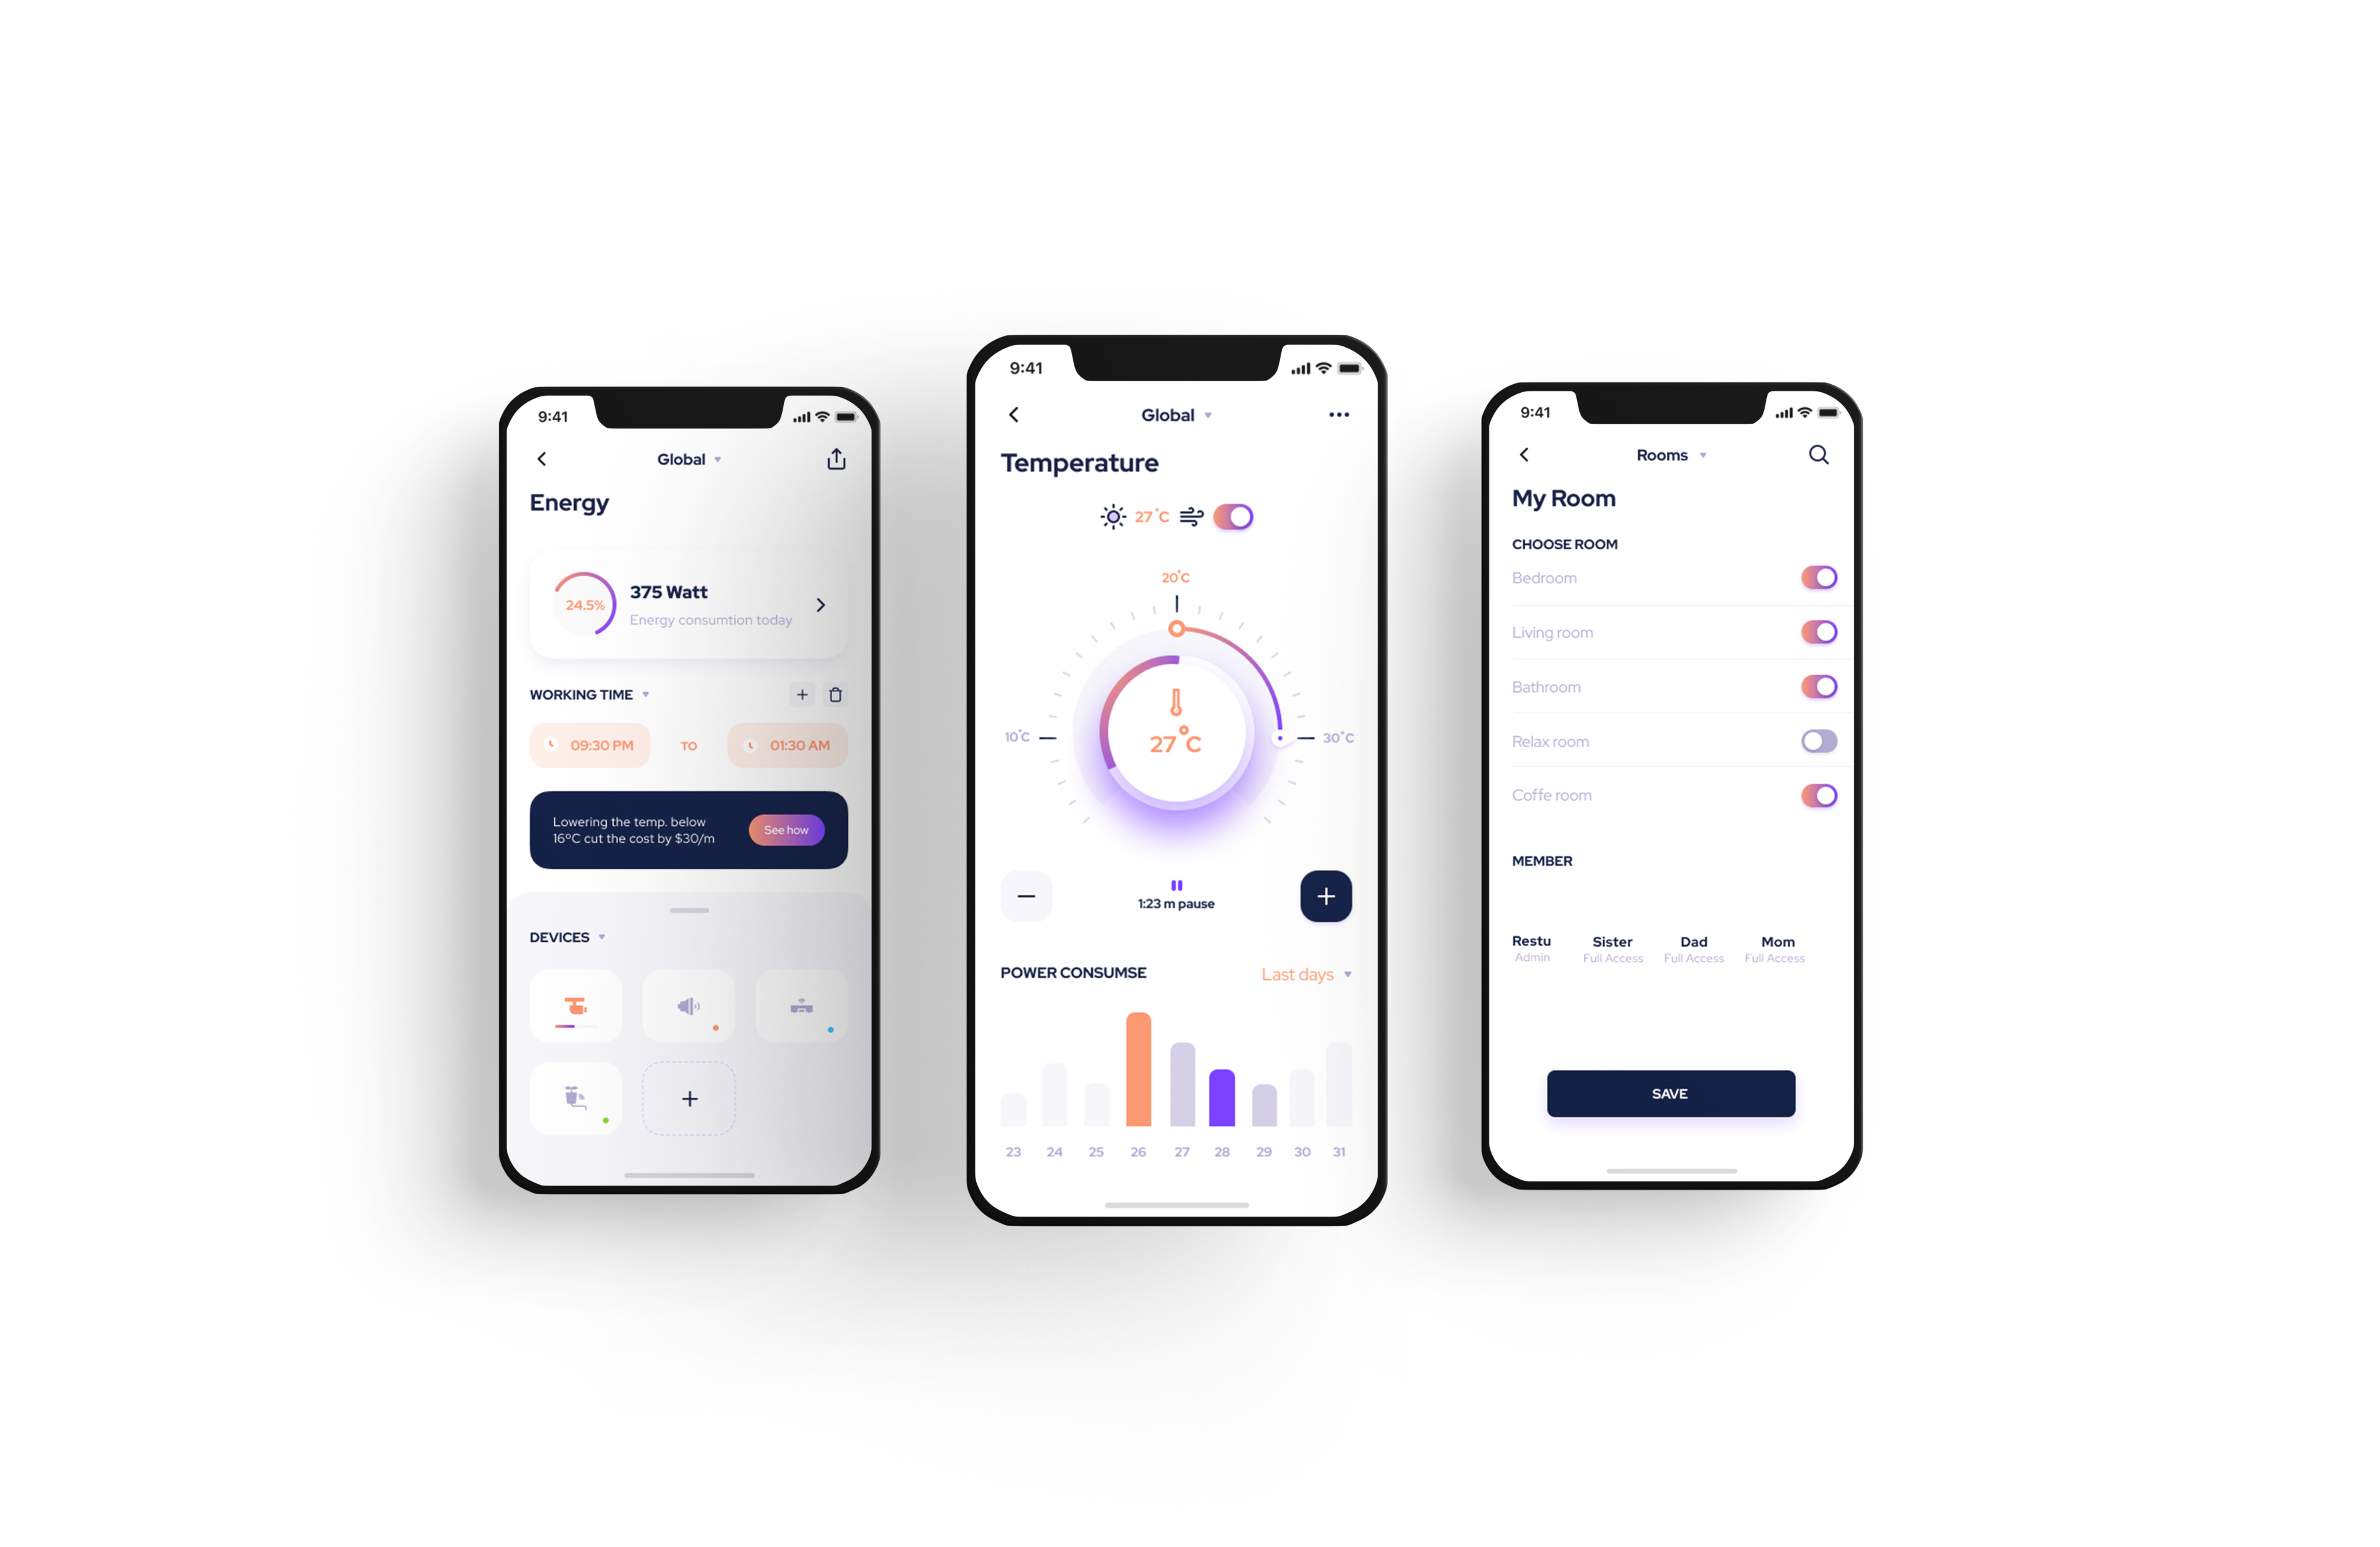 9:41
Global
Energy
24.5%
375 Watt
Energy consumtion today
WORKING TIME
09:30 PM TO 01:30 AM
Lowering the temp. below
16ºC cut the cost by $30/m
See how
DEVICES
9:41
Global
Temperature
27°C
20°C
10°C
30°C
27°C
1:23 m pause
POWER CONSUMSE
Last days
23 24 25 26 27 28 29 30 31
9:41
Rooms
My Room
CHOOSE ROOM
Bedroom
Living room
Bathroom
Relax room
Coffe room
MEMBER
Restu Sister Dad Mom
Admin Full Access Full Access Full Access
SAVE